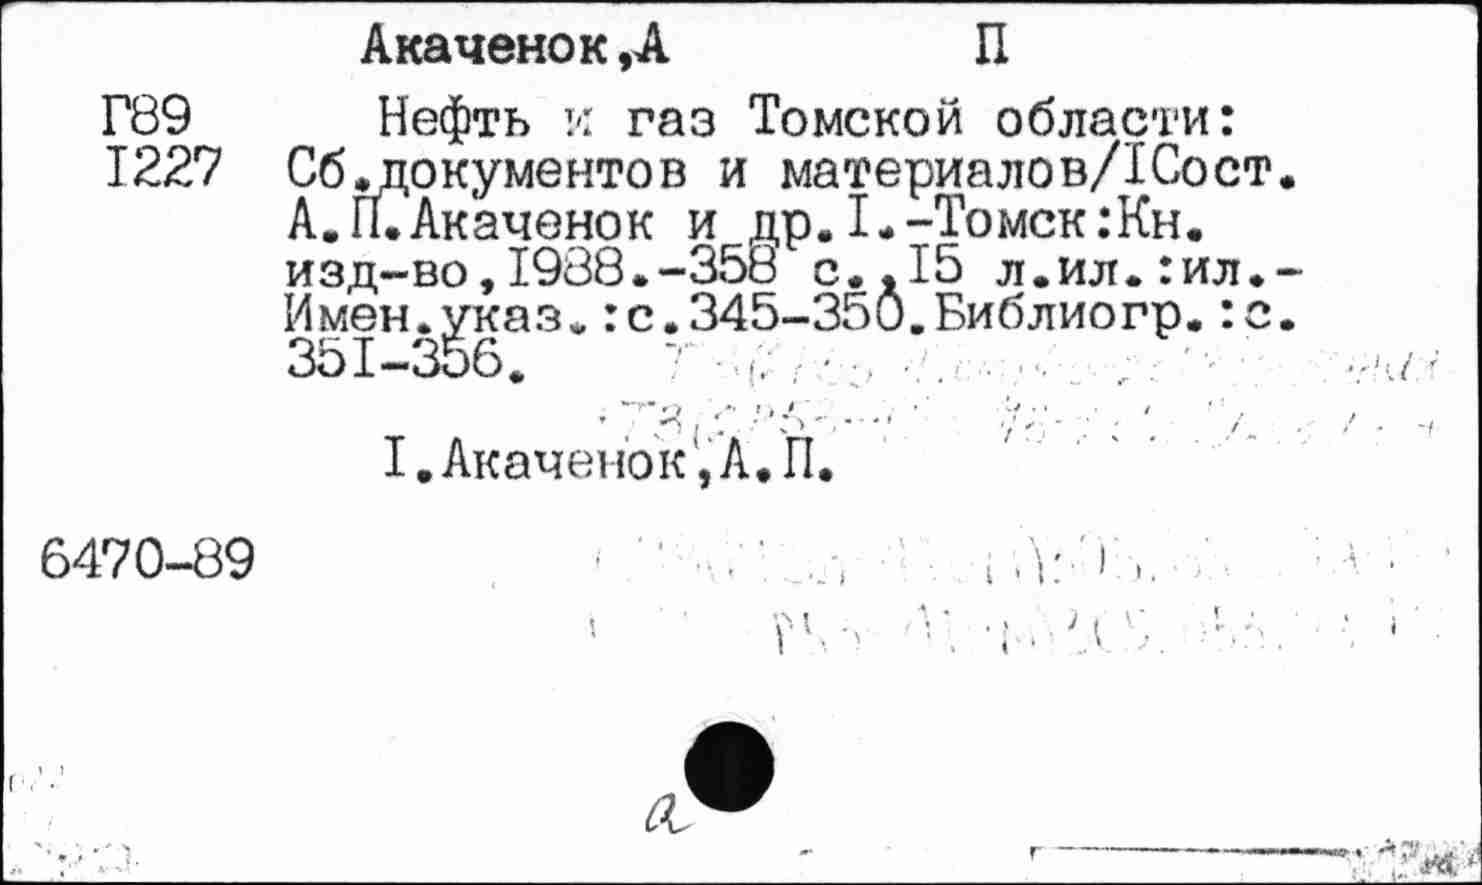 Акаченок,А П
Г89 Нефть и газ Томской области:
I227 Сб.документов и материалов/IСост.
А.П.Акаченок и др.I.-Томск:Кн.
изд-во,I988.-358 с.,I5 л.ил.:ил.-
Имен.указ.:с.345-350.Библиогр.:с.
35I-356.
I.Акаченок,А.П.
6470-89
а